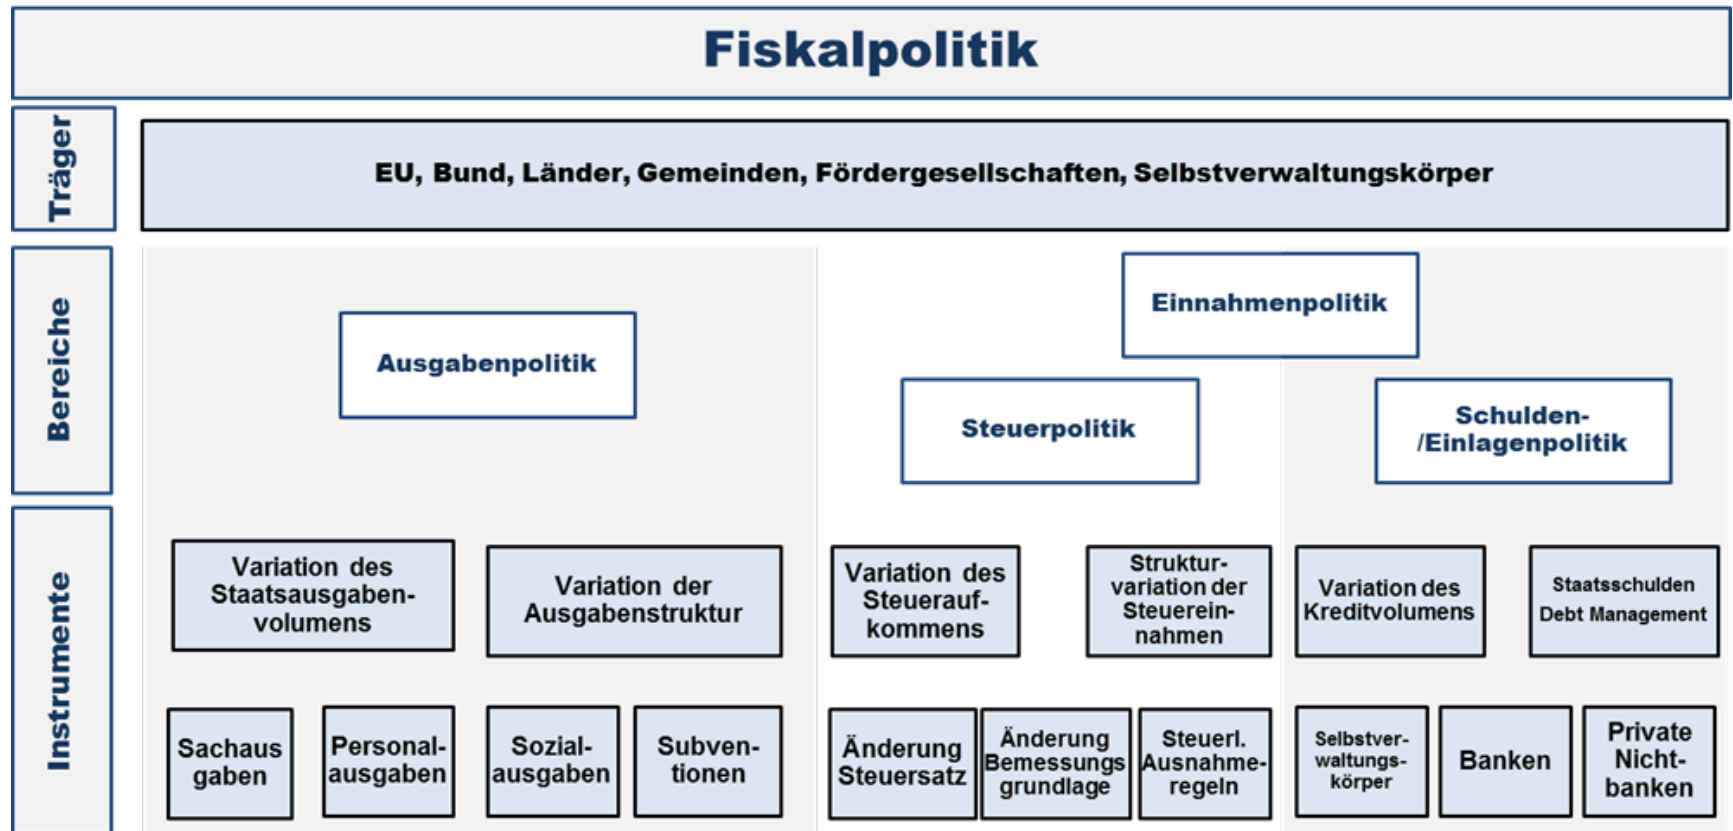 Fiskalpolitik
Träger
EU, Bund, Länder, Gemeinden, Fördergesellschaften, Selbstverwaltungskörper
Bereiche
Ausgabenpolitik
Einnahmenpolitik
Steuerpolitik
Schulden-
/Einlagenpolitik
Instrumente
Variation des
Staatsausgaben-
volumens
Variation der
Ausgabenstruktur
Variation des
Steuerauf-
kommens
Struktur-
variation der
Steuerein-
nahmen
Variation des
Kreditvolumens
Staatsschulden
Debt Management
Sachaus
gaben
Personal-
ausgaben
Sozial-
ausgaben
Subven-
tionen
Änderung
Steuersatz
Änderung
Bemessungs
grundlage
Steuerl.
Ausnahme-
regeln
Selbstver-
waltungs-
körper
Banken
Private
Nicht-
banken